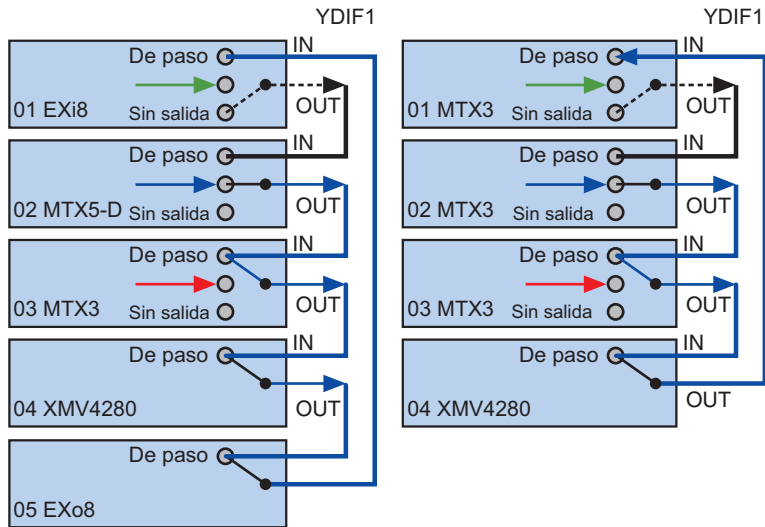 YDIF1
De paso
IN
01 EXi8
Sin salida
OUT
De paso
IN
02 MTX5-D
Sin salida
OUT
De paso
IN
03 MTX3
Sin salida
OUT
De paso
IN
04 XMV4280
OUT
De paso
05 EXo8
YDIF1
De paso
IN
01 MTX3
Sin salida
OUT
De paso
IN
02 MTX3
Sin salida
OUT
De paso
IN
03 MTX3
Sin salida
OUT
De paso
IN
04 XMV4280
OUT